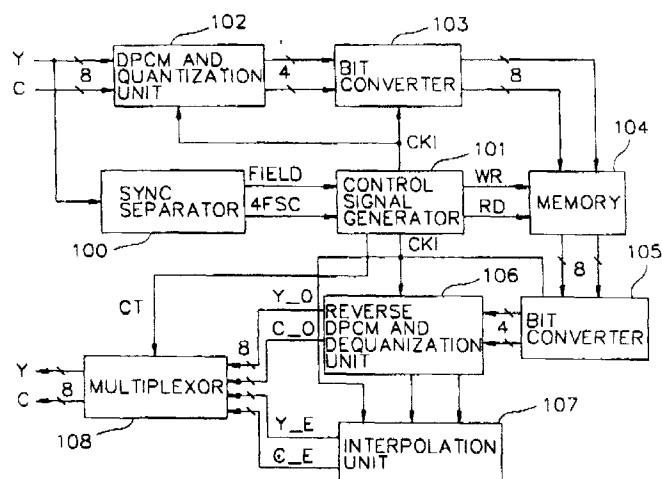 102
103
Y
8
DPCM AND
QUANTIZATION
UNIT
4
BIT
CONVERTER
8
C
CKI
101
104
SYNC
SEPARATOR
FIELD
4FSC
CONTROL
SIGNAL
GENERATOR
WR
RD
MEMORY
100
CKI
8
105
106
CT
Y_O
C_O
8
REVERSE
DPCM AND
DEQUANIZATION
UNIT
4
BIT
CONVERTER
Y
8
C
MULTIPLEXOR
108
Y_E
C_E
107
INTERPOLATION
UNIT